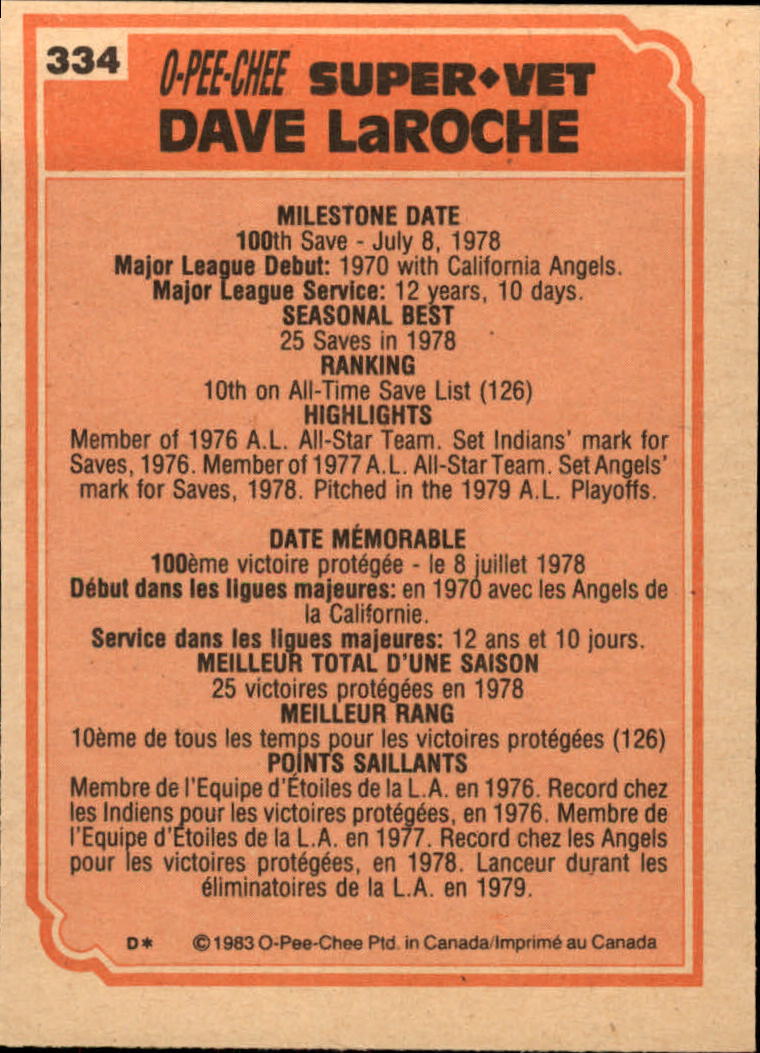 334
O-PEE-CHEE SUPER◆VET
DAVE LaROCHE
MILESTONE DATE
100th Save - July 8, 1978
Major League Debut: 1970 with California Angels.
Major League Service: 12 years, 10 days.
SEASONAL BEST
25 Saves in 1978
RANKING
10th on All-Time Save List (126)
HIGHLIGHTS
Member of 1976 A.L. All-Star Team. Set Indians' mark for
Saves, 1976. Member of 1977 A.L. All-Star Team. Set Angels'
mark for Saves, 1978. Pitched in the 1979 A.L. Playoffs.
DATE MÉMORABLE
100ème victoire protégée - le 8 juillet 1978
Début dans les ligues majeures: en 1970 avec les Angels de
la Californie.
Service dans les ligues majeures: 12 ans et 10 jours.
MEILLEUR TOTAL D'UNE SAISON
25 victoires protégées en 1978
MEILLEUR RANG
10ème de tous les temps pour les victoires protégées (126)
POINTS SAILLANTS
Membre de l'Equipe d'Étoiles de la L.A. en 1976. Record chez
les Indiens pour les victoires protégées, en 1976. Membre de
l'Equipe d'Étoiles de la L.A. en 1977. Record chez les Angels
pour les victoires protégées, en 1978. Lanceur durant les
éliminatoires de la L.A. en 1979.
D* ©1983 O-Pee-Chee Ptd. in Canada/Imprimé au Canada